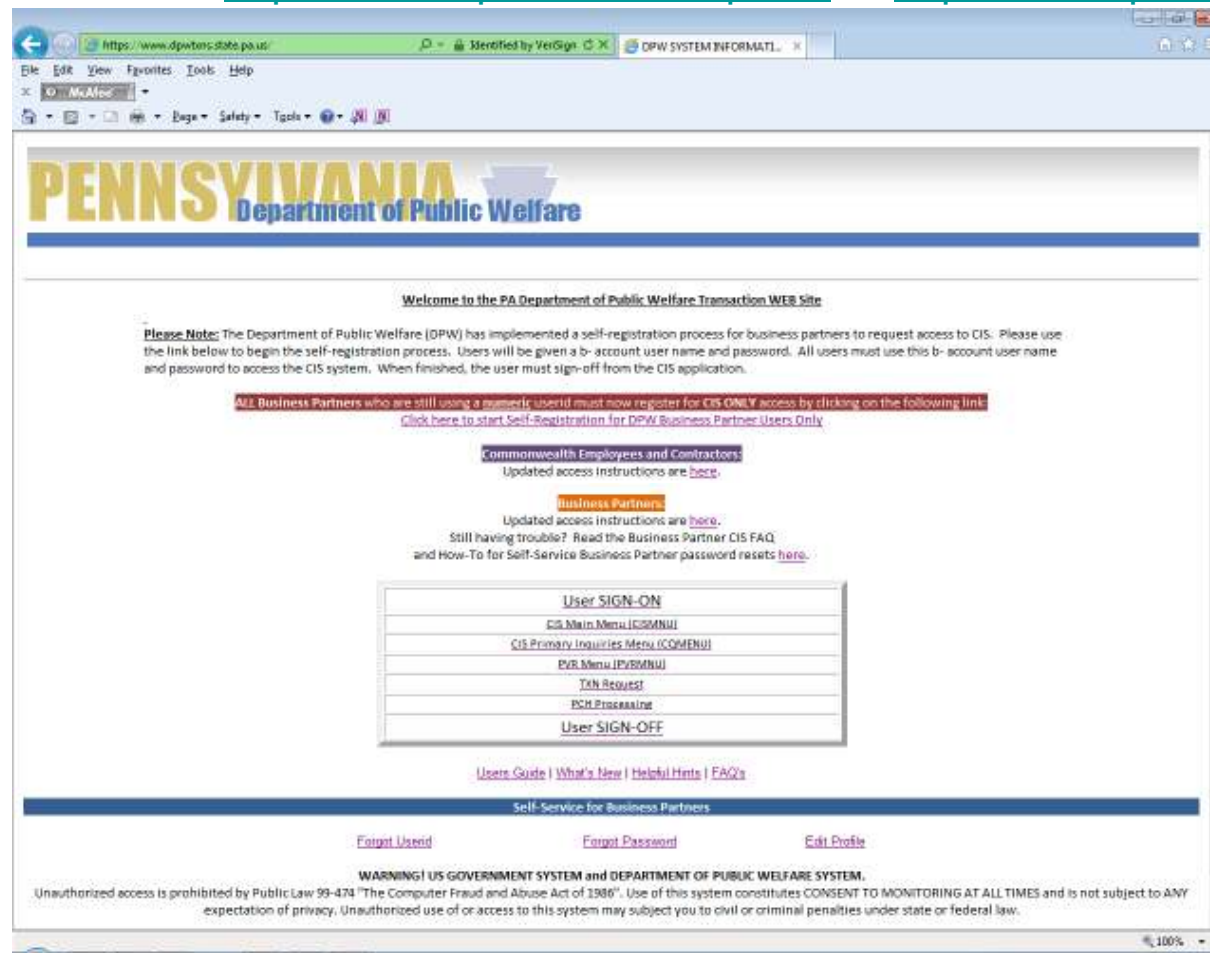 https://www.dpwtens.state.pa.us/ Identified by VeriSign DPW SYSTEM INFORMATI...
File Edit View Favorites Tools Help
McAfee
Page Safety Tools
PENNSYLVANIA
Department of Public Welfare
Welcome to the PA Department of Public Welfare Transaction WEB Site
Please Note: The Department of Public Welfare (DPW) has implemented a self-registration process for business partners to request access to CIS. Please use
the link below to begin the self-registration process. Users will be given a b- account user name and password. All users must use this b- account user name
and password to access the CIS system. When finished, the user must sign-off from the CIS application.
ALL Business Partners who are still using a numeric userid must now register for CIS ONLY access by clicking on the following link:
Click here to start Self-Registration for DPW Business Partner Users Only
Commonwealth Employees and Contractors:
Updated access instructions are here.
Business Partners:
Updated access instructions are here.
Still having trouble? Read the Business Partner CIS FAQ
and How-To for Self-Service Business Partner password resets here.
User SIGN-ON
CIS Main Menu (CISMNU)
CIS Primary Inquiries Menu (CQMENU)
PVR Menu (PVRMNU)
TXN Request
PCH Processing
User SIGN-OFF
Users Guide | What's New | Helpful Hints | FAQ's
Self-Service for Business Partners
Forgot Userid Forgot Password Edit Profile
WARNING! US GOVERNMENT SYSTEM and DEPARTMENT OF PUBLIC WELFARE SYSTEM.
Unauthorized access is prohibited by Public Law 99-474 "The Computer Fraud and Abuse Act of 1986". Use of this system constitutes CONSENT TO MONITORING AT ALL TIMES and is not subject to ANY
expectation of privacy. Unauthorized use of or access to this system may subject you to civil or criminal penalties under state or federal law.
100%